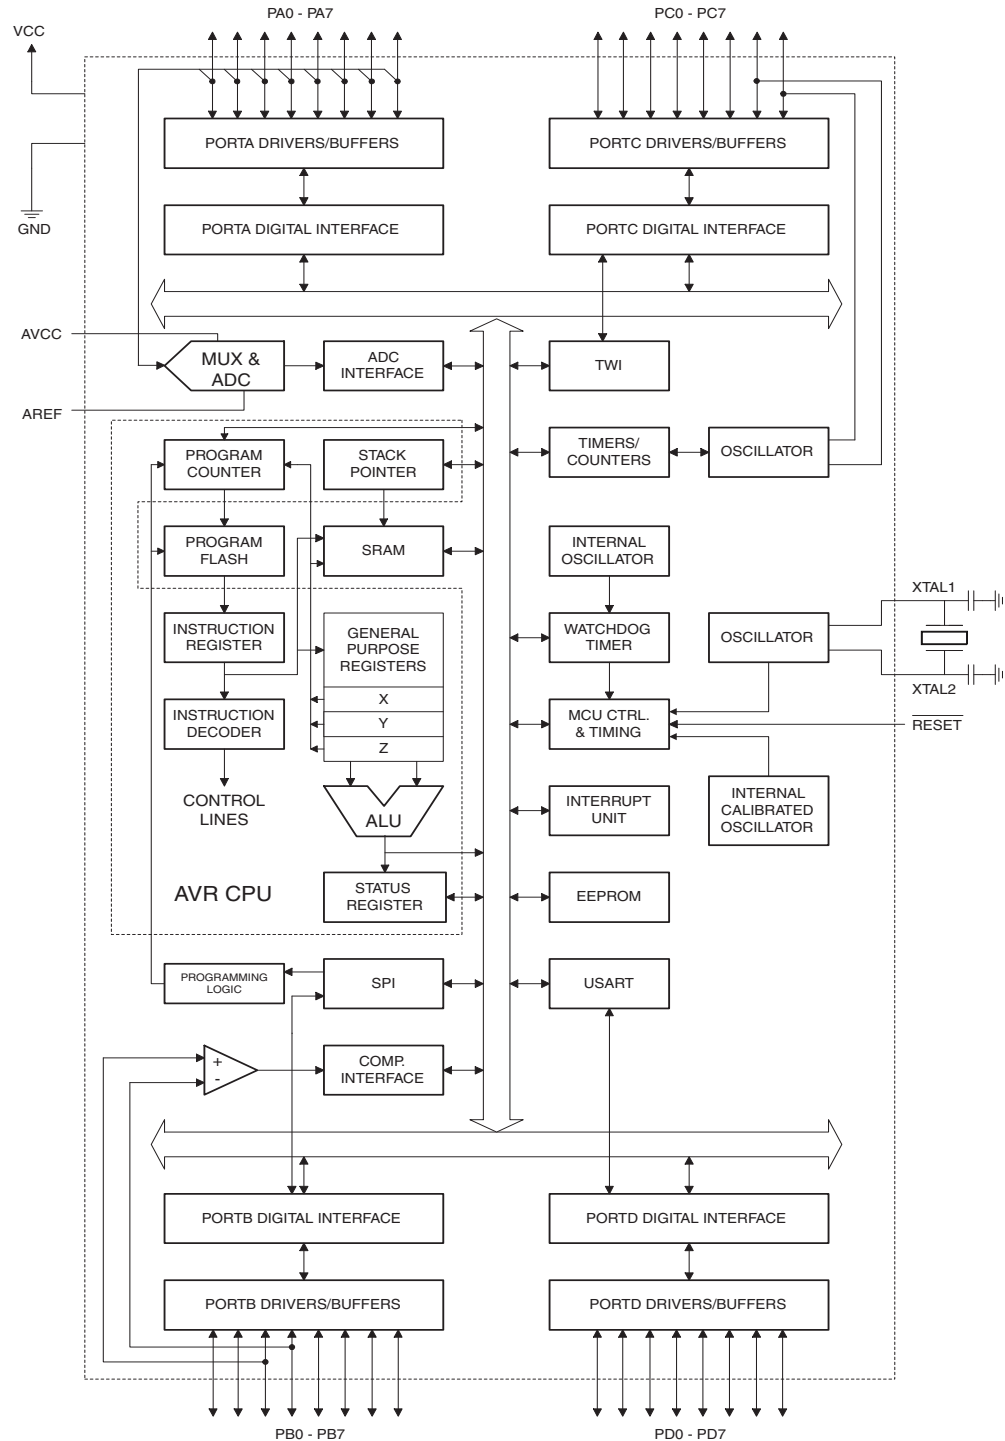 PA0 - PA7
PC0 - PC7
VCC
PORTA DRIVERS/BUFFERS
PORTC DRIVERS/BUFFERS
GND
PORTA DIGITAL INTERFACE
PORTC DIGITAL INTERFACE
AVCC
MUX &
ADC
ADC
INTERFACE
TWI
AREF
PROGRAM
COUNTER
STACK
POINTER
TIMERS/
COUNTERS
OSCILLATOR
PROGRAM
FLASH
SRAM
INTERNAL
OSCILLATOR
XTAL1
INSTRUCTION
REGISTER
GENERAL
PURPOSE
REGISTERS
WATCHDOG
TIMER
OSCILLATOR
XTAL2
X
INSTRUCTION
DECODER
Y
Z
MCU CTRL.
& TIMING
RESET
CONTROL
LINES
ALU
INTERRUPT
UNIT
INTERNAL
CALIBRATED
OSCILLATOR
AVR CPU
STATUS
REGISTER
EEPROM
PROGRAMMING
LOGIC
SPI
USART
+
-
COMP.
INTERFACE
PORTB DIGITAL INTERFACE
PORTD DIGITAL INTERFACE
PORTB DRIVERS/BUFFERS
PORTD DRIVERS/BUFFERS
PB0 - PB7
PD0 - PD7